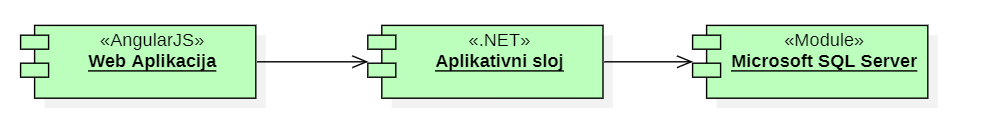 «AngularJS»
Web Aplikacija
«.NET»
Aplikativni sloj
«Module»
Microsoft SQL Server